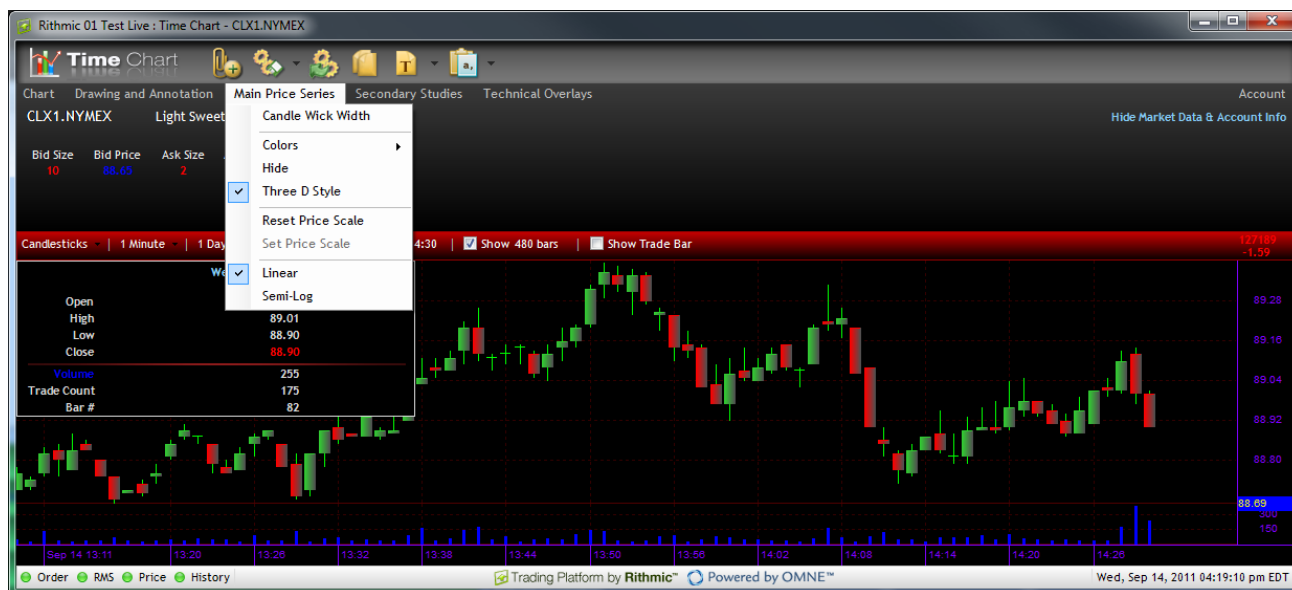 Rithmic 01 Test Live : Time Chart - CLX1.NYMEX
Time Chart
T
a,
Chart Drawing and Annotation Main Price Series Secondary Studies Technical Overlays Account
CLX1.NYMEX Light Sweet Hide Market Data & Account Info
Candle Wick Width
Colors
Hide
Three D Style
Reset Price Scale
Set Price Scale
Linear
Semi-Log
Bid Size Bid Price Ask Size
10 88.65 2
Candlesticks | 1 Minute | 1 Day 4:30 | Show 480 bars | Show Trade Bar
127189
-1.59
We
Open
High 89.01
Low 88.90
Close 88.90
Volume 255
Trade Count 175
Bar # 82
89.28
89.16
89.04
88.92
88.80
88.69
300
150
Sep 14 13:11 13:20 13:26 13:32 13:38 13:44 13:50 13:56 14:02 14:08 14:14 14:20 14:26
Order RMS Price History Trading Platform by Rithmic™ Powered by OMNE™ Wed, Sep 14, 2011 04:19:10 pm EDT